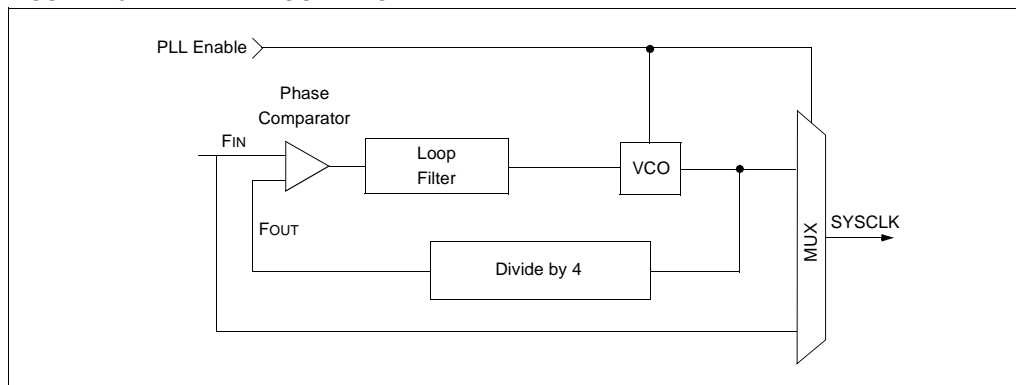 PLL Enable
Phase
Comparator
FIN
Loop
Filter
VCO
FOUT
Divide by 4
MUX
SYSCLK